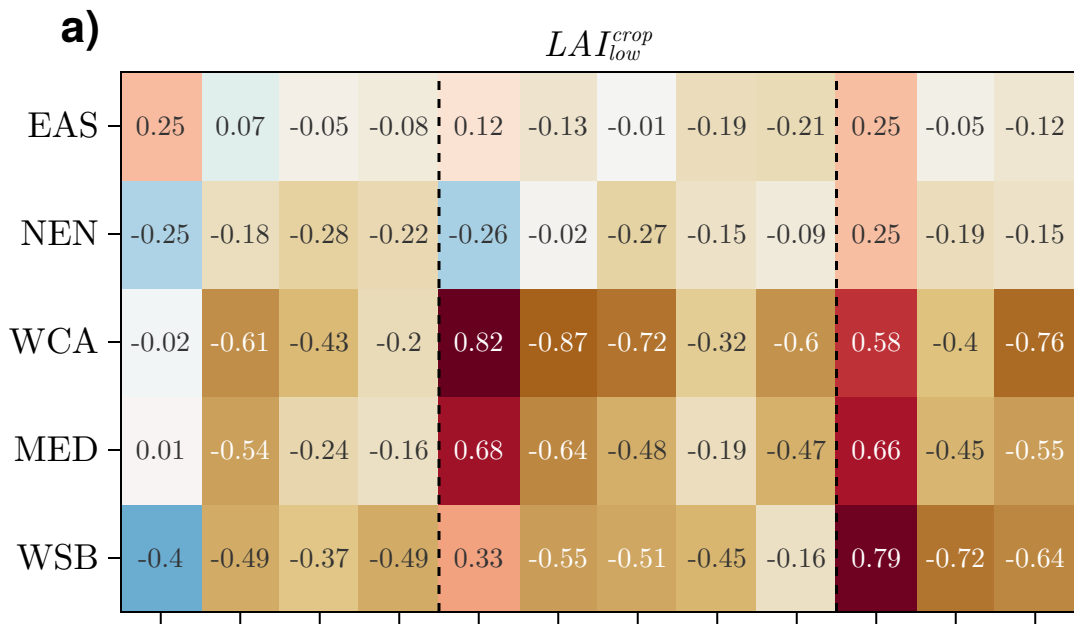 a)
LAI_{low}^{crop}
EAS 0.25 0.07 -0.05 -0.08 0.12 -0.13 -0.01 -0.19 -0.21 0.25 -0.05 -0.12
NEN -0.25 -0.18 -0.28 -0.22 -0.26 -0.02 -0.27 -0.15 -0.09 0.25 -0.19 -0.15
WCA -0.02 -0.61 -0.43 -0.2 0.82 -0.87 -0.72 -0.32 -0.6 0.58 -0.4 -0.76
MED 0.01 -0.54 -0.24 -0.16 0.68 -0.64 -0.48 -0.19 -0.47 0.66 -0.45 -0.55
WSB -0.4 -0.49 -0.37 -0.49 0.33 -0.55 -0.51 -0.45 -0.16 0.79 -0.72 -0.64